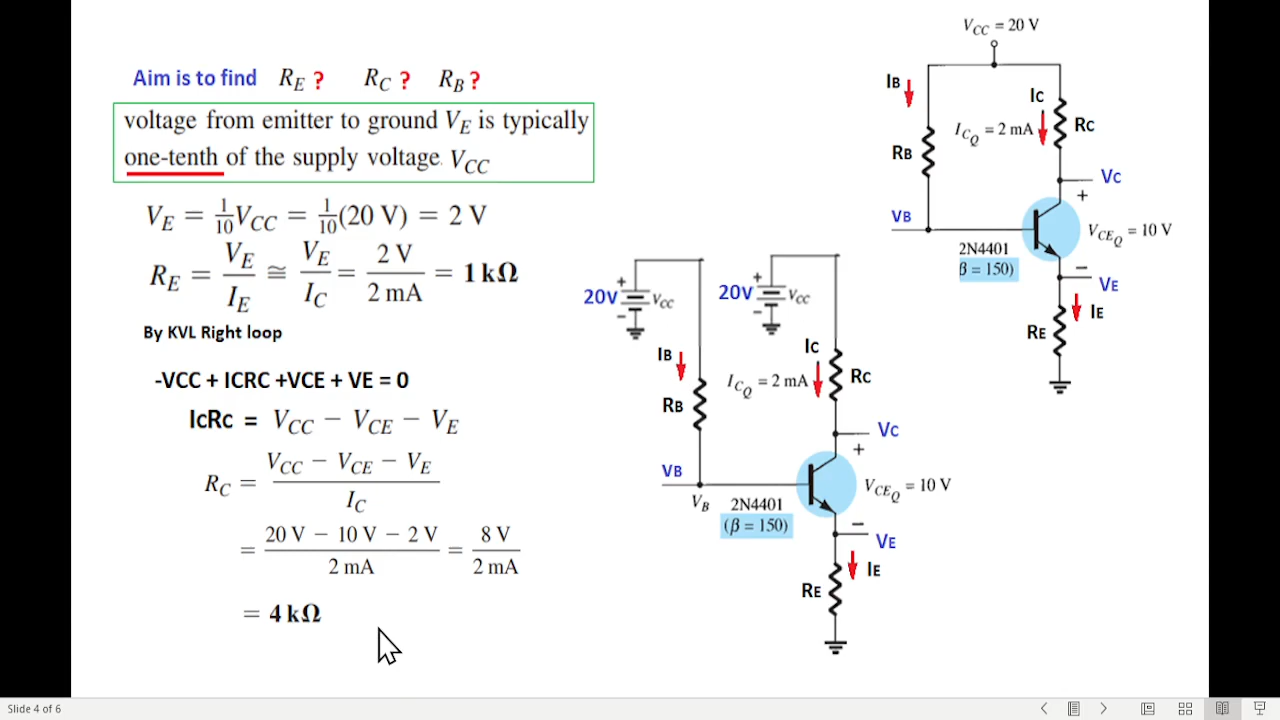 Aim is to find R_E ? R_C ? R_B ?
voltage from emitter to ground V_E is typically
one-tenth of the supply voltage. V_CC
V_E = 1/10 V_CC = 1/10 (20 V) = 2 V
R_E = V_E / I_E ≅ V_E / I_C = 2 V / 2 mA = 1 kΩ
By KVL Right loop
-VCC + ICRC +VCE + VE = 0
IcRc = V_CC − V_CE − V_E
R_C = V_CC − V_CE − V_E / I_C
= 20 V − 10 V − 2 V / 2 mA = 8 V / 2 mA
= 4 kΩ
20V
+
VCC
−
20V
+
VCC
−
IB
RB
VB
V_B
Ic
I_CQ = 2 mA
Rc
Vc
+
V_CEQ = 10 V
−
2N4401
(β = 150)
VE
IE
RE
V_CC = 20 V
IB
RB
VB
Ic
I_CQ = 2 mA
Rc
Vc
+
V_CEQ = 10 V
−
2N4401
β = 150)
VE
IE
RE
Slide 4 of 6